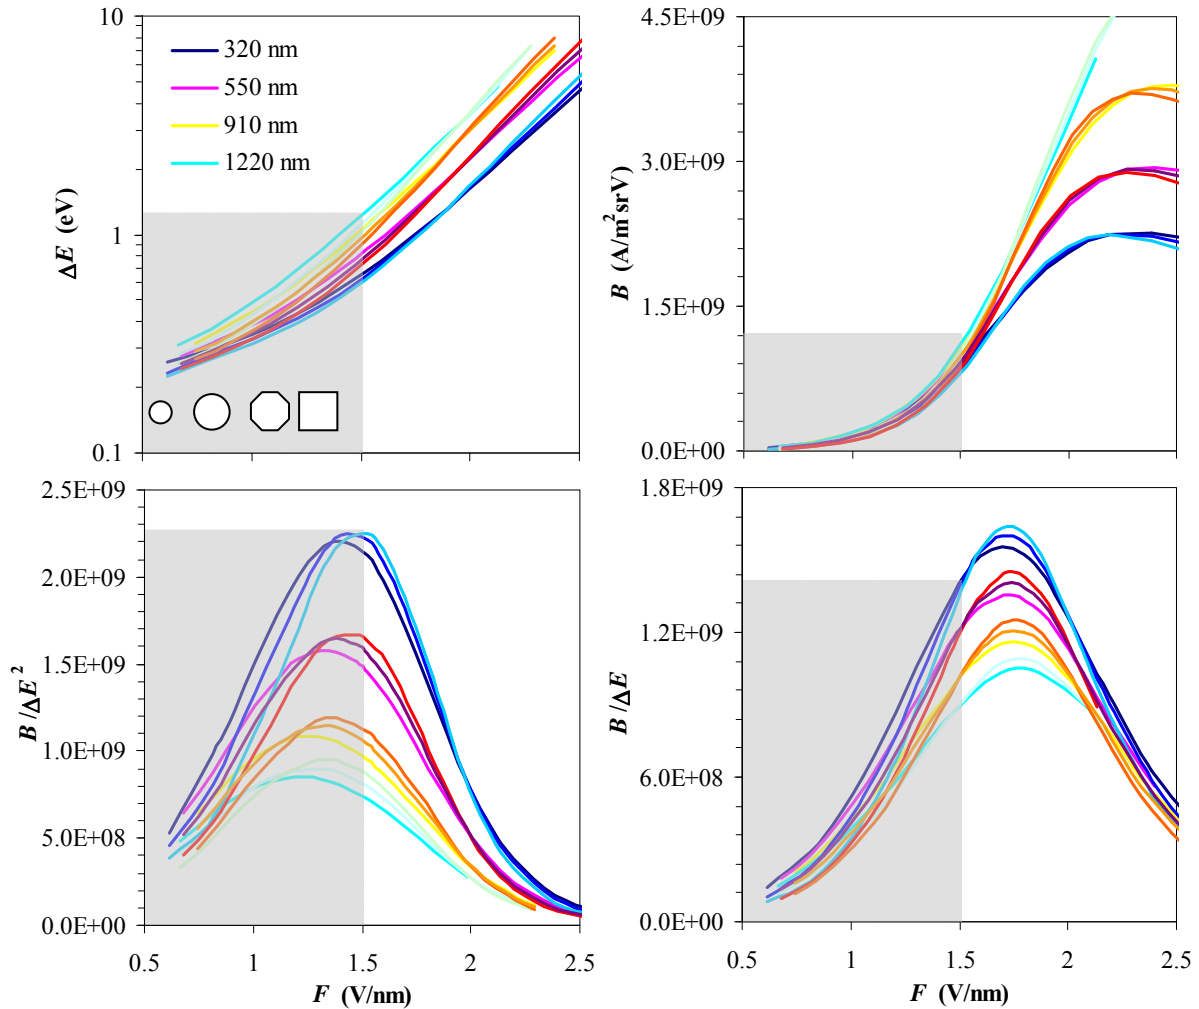 10
1
0.1
ΔE (eV)
320 nm
550 nm
910 nm
1220 nm
4.5E+09
3.0E+09
1.5E+09
0.0E+00
B (A/m²srV)
2.5E+09
2.0E+09
1.5E+09
1.0E+09
5.0E+08
0.0E+00
B/ΔE²
0.5
1
1.5
2
2.5
F (V/nm)
1.8E+09
1.2E+09
6.0E+08
0.0E+00
B/ΔE
0.5
1
1.5
2
2.5
F (V/nm)